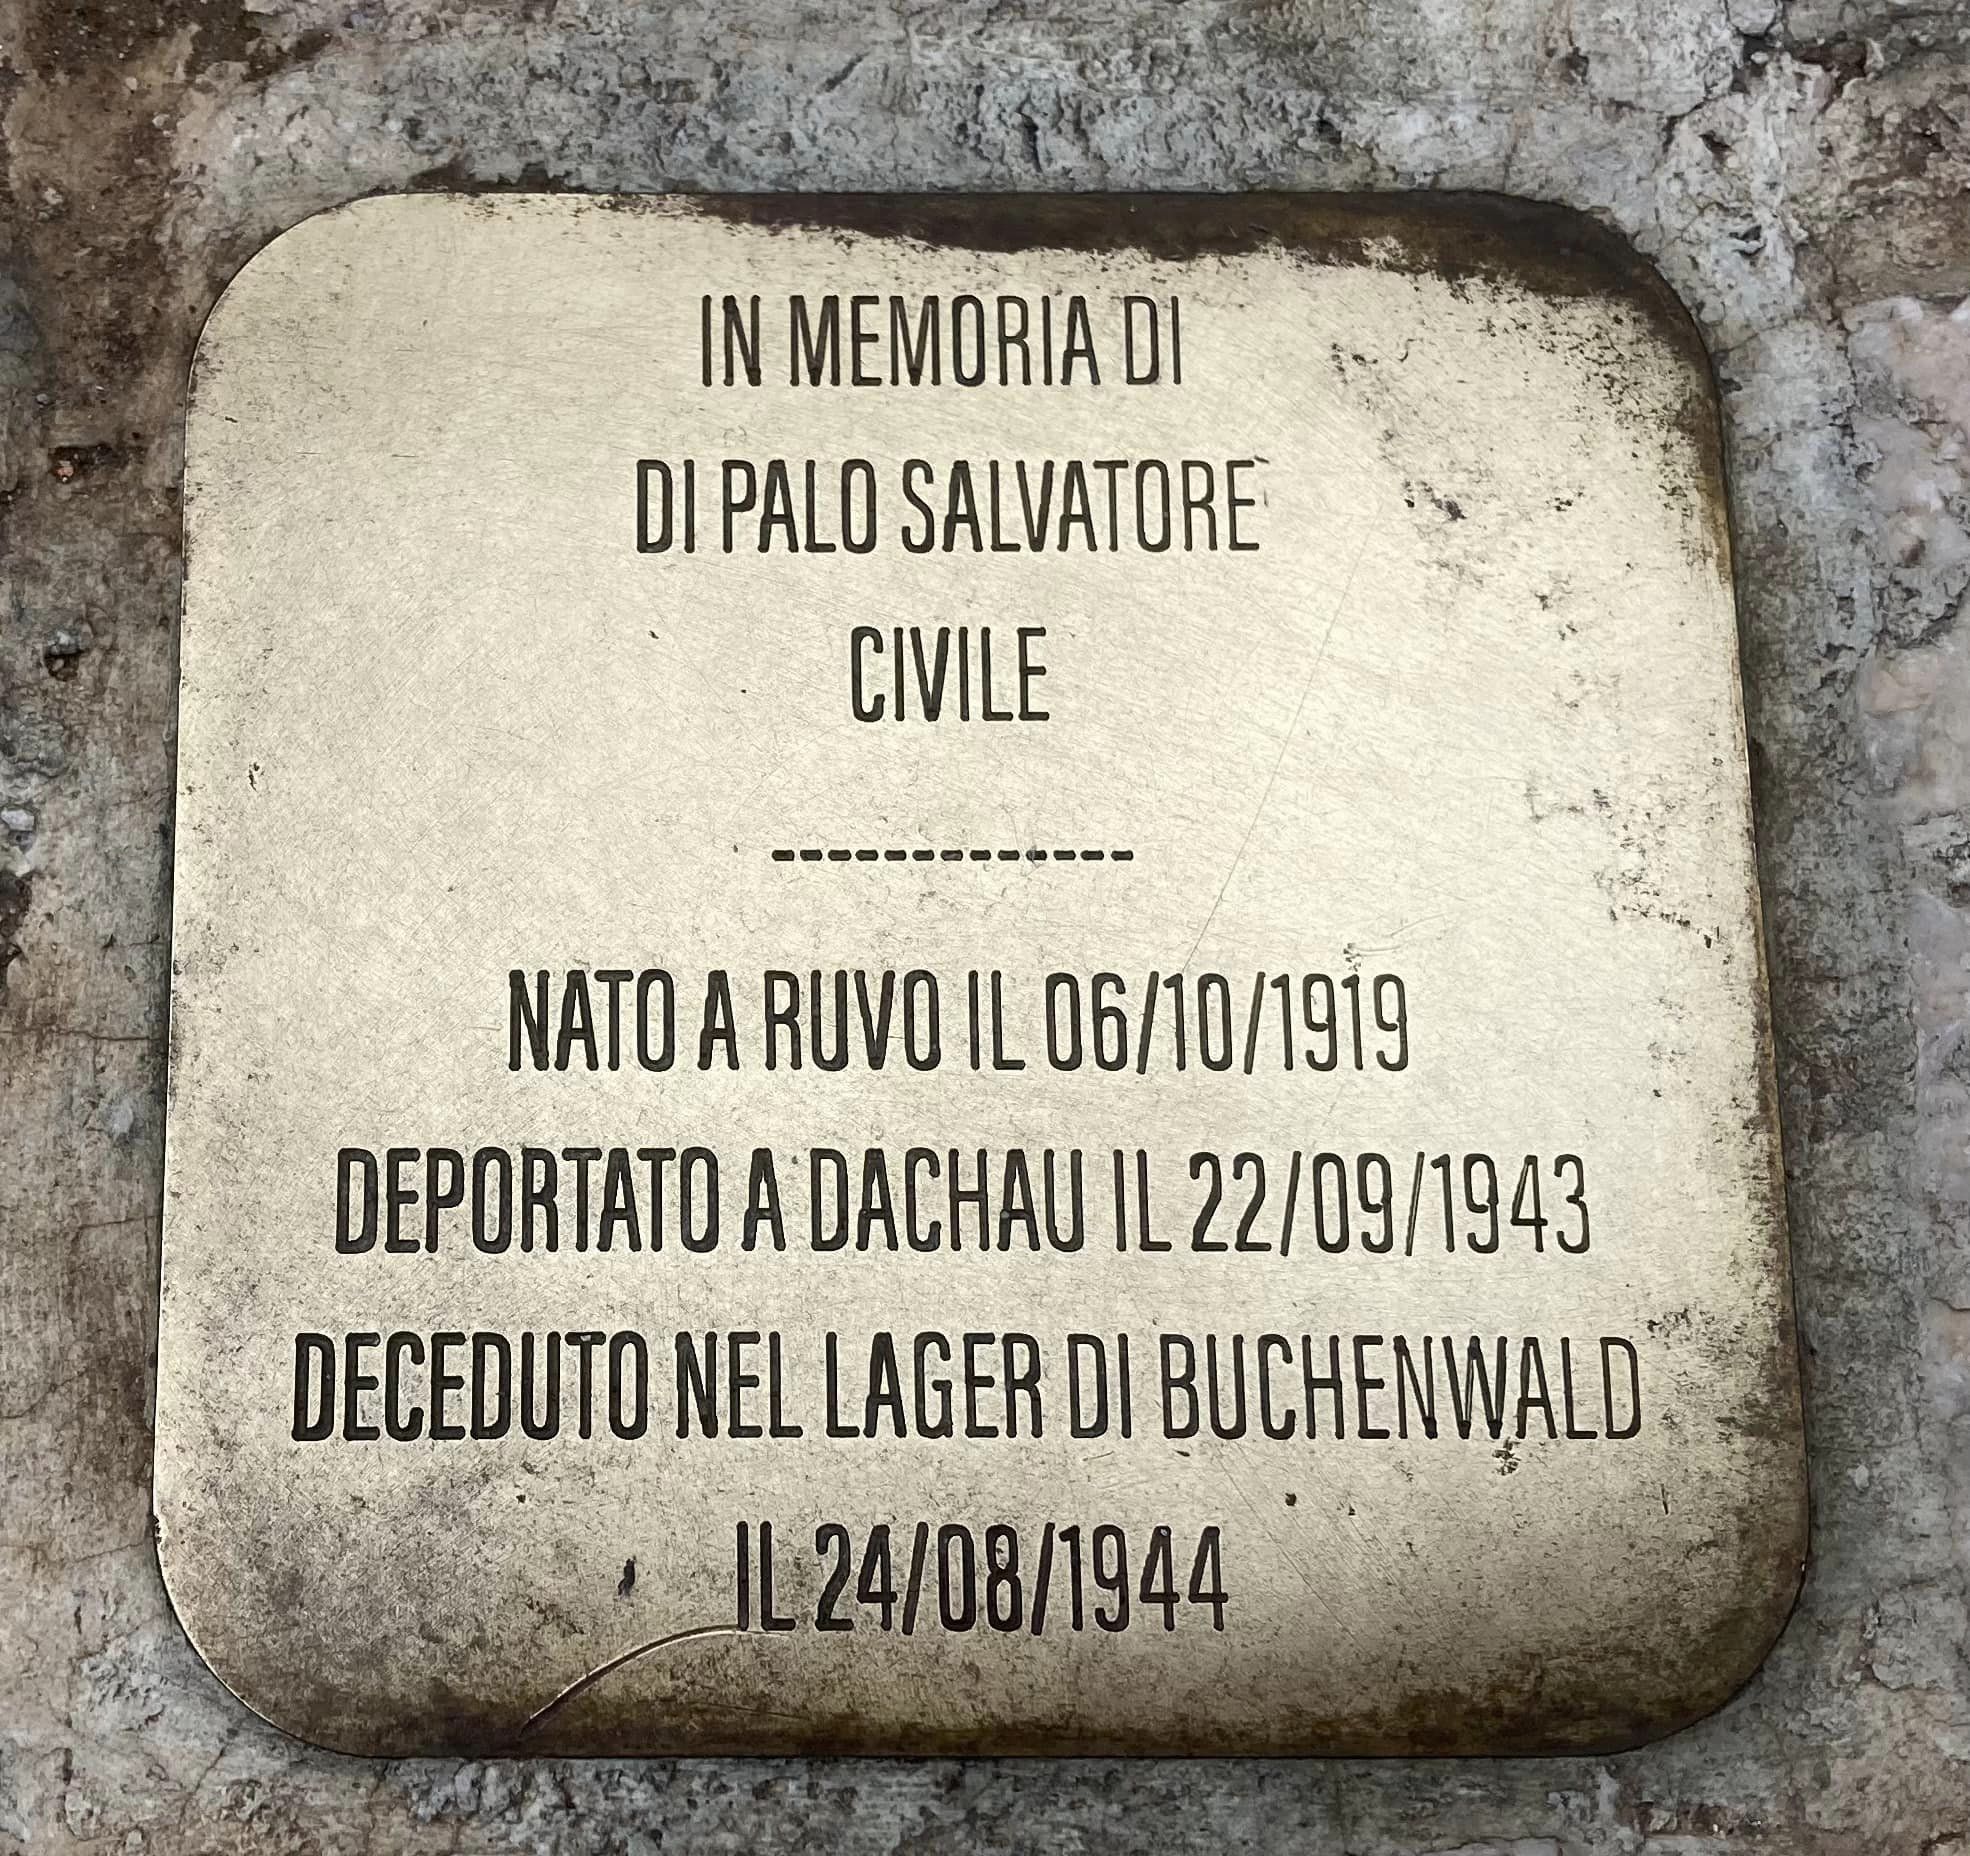 IN MEMORIA DI
DI PALO SALVATORE
CIVILE
-------------
NATO A RUVO IL 06/10/1919
DEPORTATO A DACHAU IL 22/09/1943
DECEDUTO NEL LAGER DI BUCHENWALD
IL 24/08/1944